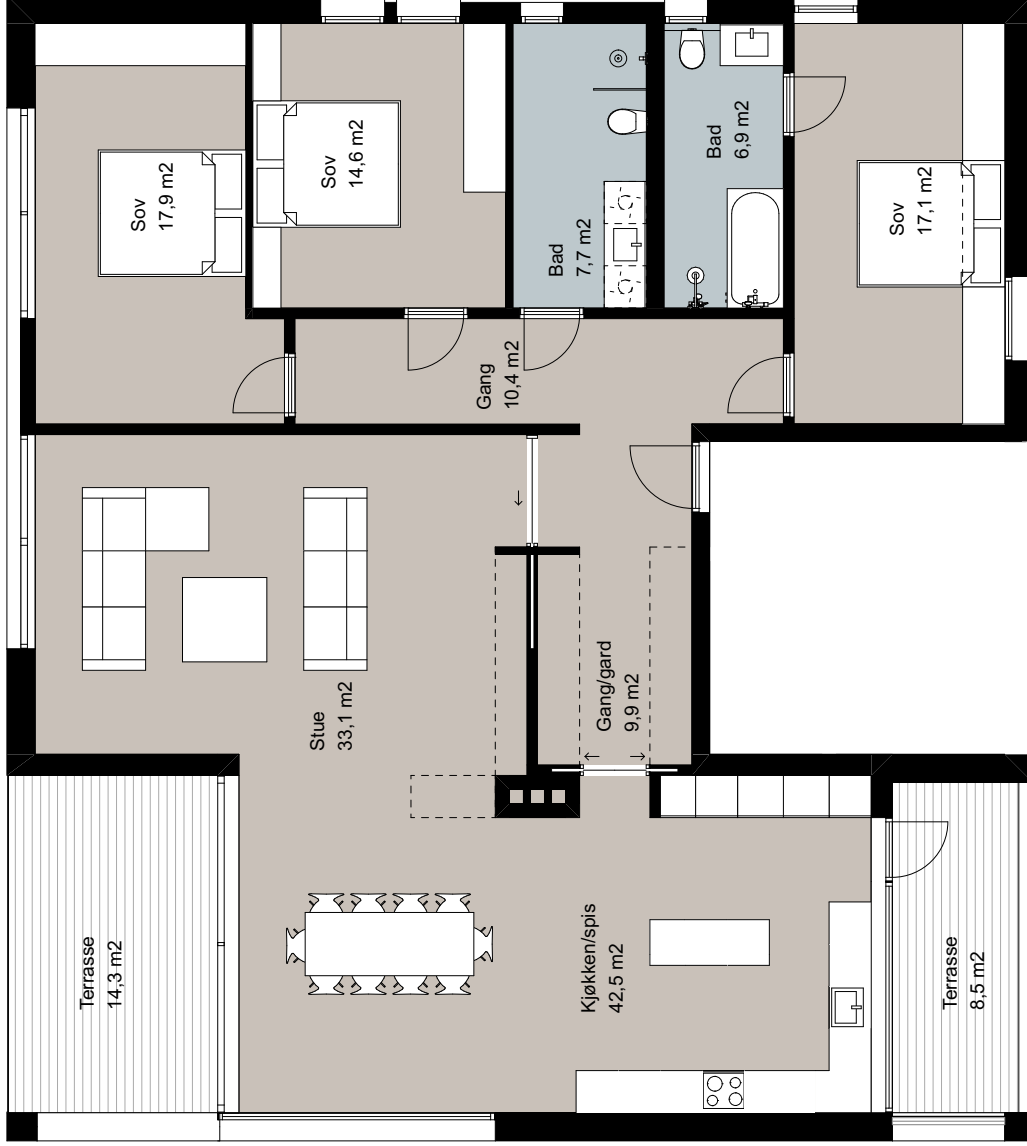 Sov
17,9 m2
Sov
14,6 m2
Bad
7,7 m2
Bad
6,9 m2
Sov
17,1 m2
Gang
10,4 m2
Stue
33,1 m2
Gang/gard
9,9 m2
Terrasse
14,3 m2
Kjøkken/spis
42,5 m2
Terrasse
8,5 m2